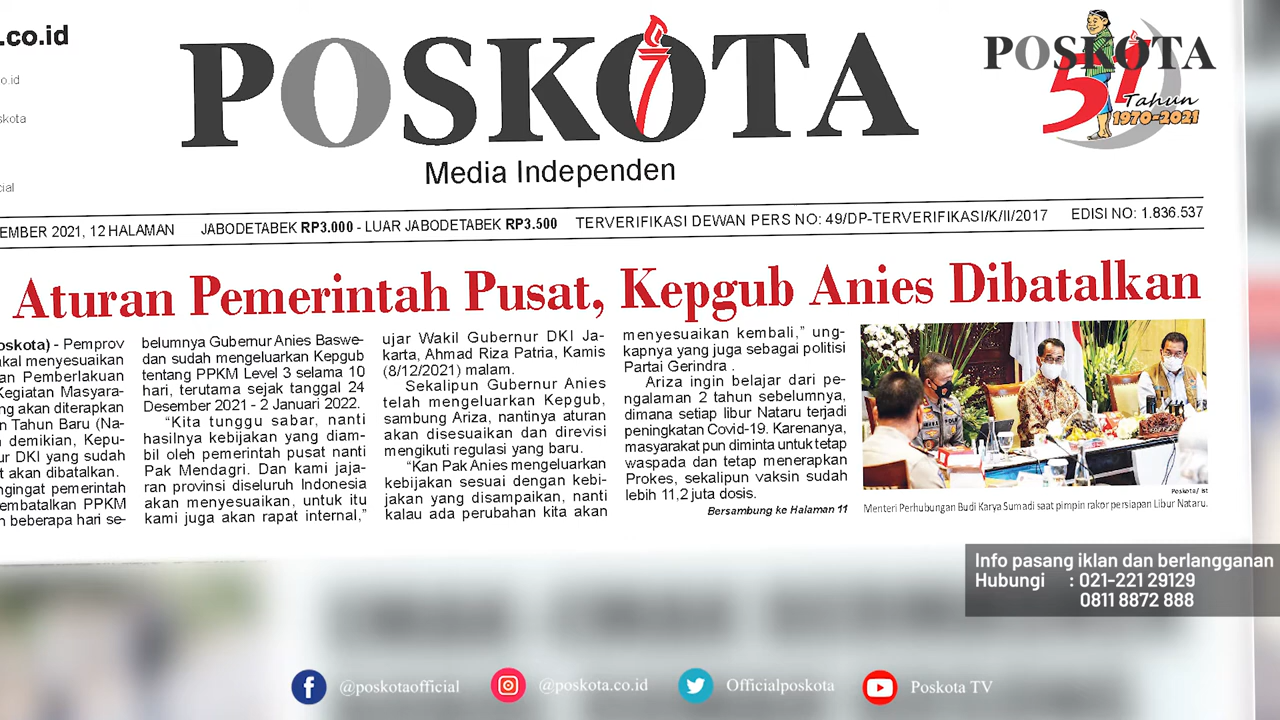 .co.id
o.id
skota
cial
POSKOTA
Media Independen
POSKOTA
51
Tahun
1970-2021
EMBER 2021, 12 HALAMAN
JABODETABEK RP3.000 - LUAR JABODETABEK RP3.500
TERVERIFIKASI DEWAN PERS NO: 49/DP-TERVERIFIKASI/K/II/2017
EDISI NO: 1.836.537
Aturan Pemerintah Pusat, Kepgub Anies Dibatalkan
oskota) - Pemprov
akal menyesuaikan
an Pemberlakuan
Kegiatan Masyara-
ng akan diterapkan
n Tahun Baru (Na-
demikian, Kepu-
ur DKI yang sudah
t akan dibatalkan.
ngingat pemerintah
embatalkan PPKM
n beberapa hari se-
belumnya Gubernur Anies Baswe-
dan sudah mengeluarkan Kepgub
tentang PPKM Level 3 selama 10
hari, terutama sejak tanggal 24
Desember 2021 - 2 Januari 2022.
“Kita tunggu sabar, nanti
hasilnya kebijakan yang diam-
bil oleh pemerintah pusat nanti
Pak Mendagri. Dan kami jaja-
ran provinsi diseluruh Indonesia
akan menyesuaikan, untuk itu
kami juga akan rapat internal,”
ujar Wakil Gubernur DKI Ja-
karta, Ahmad Riza Patria, Kamis
(8/12/2021) malam.
Sekalipun Gubernur Anies
telah mengeluarkan Kepgub,
sambung Ariza, nantinya aturan
akan disesuaikan dan direvisi
mengikuti regulasi yang baru.
“Kan Pak Anies mengeluarkan
kebijakan sesuai dengan kebi-
jakan yang disampaikan, nanti
kalau ada perubahan kita akan
menyesuaikan kembali,” ung-
kapnya yang juga sebagai politisi
Partai Gerindra .
Ariza ingin belajar dari pe-
ngalaman 2 tahun sebelumnya,
dimana setiap libur Nataru terjadi
peningkatan Covid-19. Karenanya,
masyarakat pun diminta untuk tetap
waspada dan tetap menerapkan
Prokes, sekalipun vaksin sudah
lebih 11,2 juta dosis.
Bersambung ke Halaman 11
Poskota/ Bt
Menteri Perhubungan Budi Karya Sumadi saat pimpin rakor persiapan Libur Nataru.
Info pasang iklan dan berlangganan
Hubungi : 021-221 29129
0811 8872 888
@poskotaofficial
@poskota.co.id
Officialposkota
Poskota TV